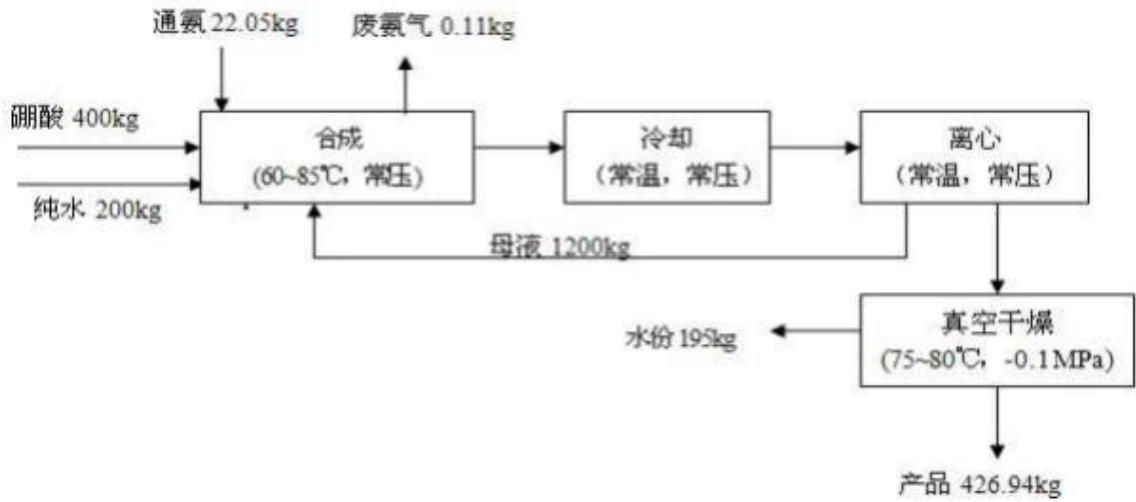 通氨 22.05kg
废氨气 0.11kg
硼酸 400kg
合成
(60~85℃, 常压)
冷却
(常温, 常压)
离心
(常温, 常压)
纯水 200kg
母液 1200kg
真空干燥
(75~80℃, -0.1MPa)
水份 195kg
产品 426.94kg